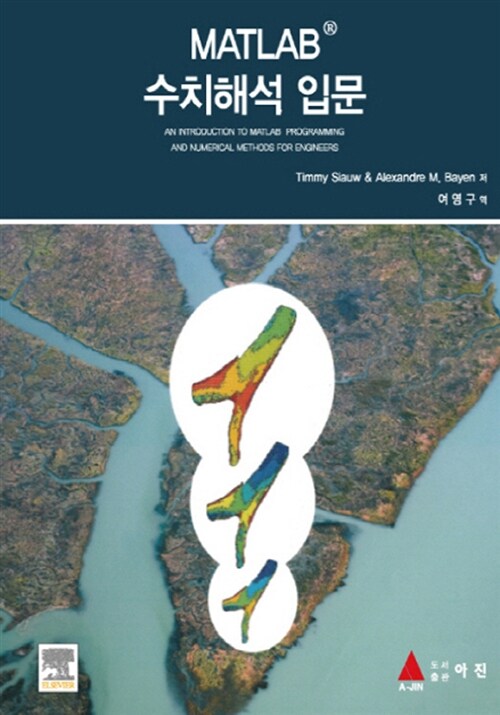 MATLAB®
수치해석 입문
AN INTRODUCTION TO MATLAB PROGRAMMING
AND NUMERICAL METHODS FOR ENGINEERS
Timmy Siauw & Alexandre M. Bayen 저
여영구 역
ELSEVIER
A-JIN
도서
출판
아진